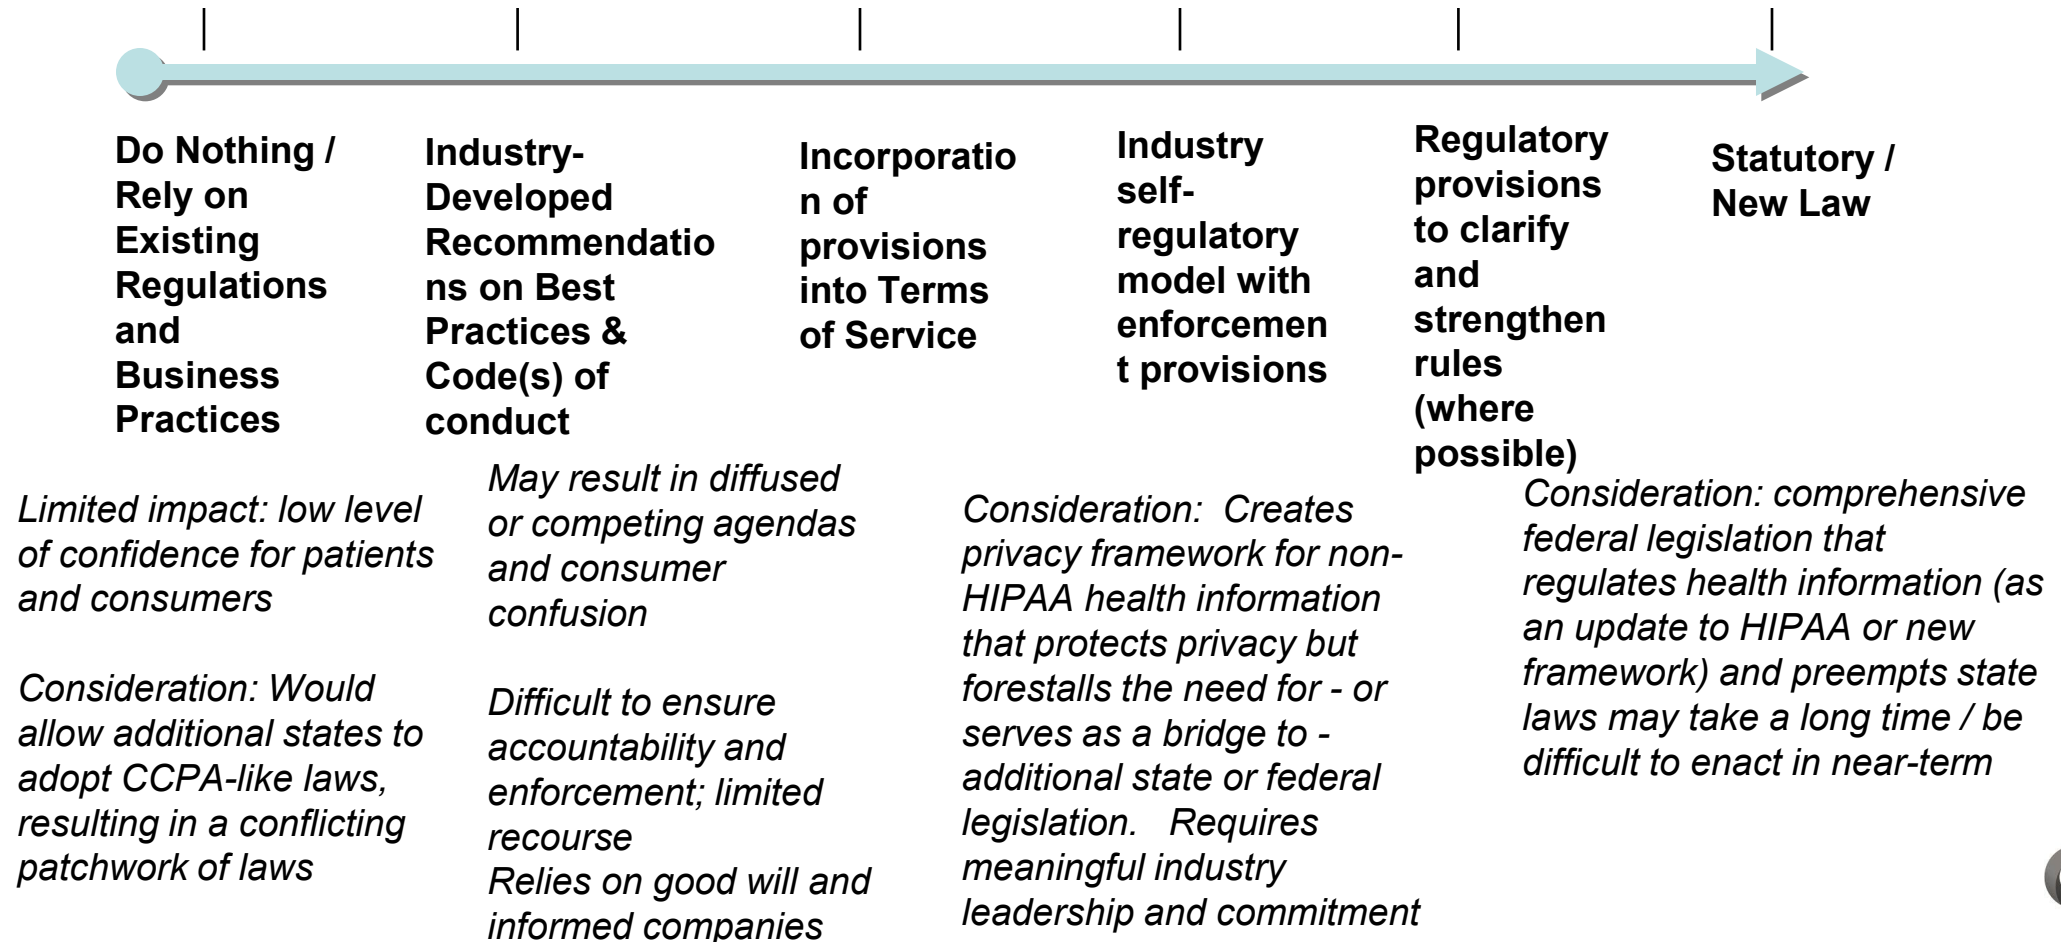 Do Nothing /
Rely on
Existing
Regulations
and
Business
Practices
Industry-
Developed
Recommendatio
ns on Best
Practices &
Code(s) of
conduct
Incorporatio
n of
provisions
into Terms
of Service
Industry
self-
regulatory
model with
enforcemen
t provisions
Regulatory
provisions
to clarify
and
strengthen
rules
(where
possible)
Statutory /
New Law
Limited impact: low level
of confidence for patients
and consumers
Consideration: Would
allow additional states to
adopt CCPA-like laws,
resulting in a conflicting
patchwork of laws
May result in diffused
or competing agendas
and consumer
confusion
Difficult to ensure
accountability and
enforcement; limited
recourse
Relies on good will and
informed companies
Consideration: Creates
privacy framework for non-
HIPAA health information
that protects privacy but
forestalls the need for - or
serves as a bridge to -
additional state or federal
legislation. Requires
meaningful industry
leadership and commitment
Consideration: comprehensive
federal legislation that
regulates health information (as
an update to HIPAA or new
framework) and preempts state
laws may take a long time / be
difficult to enact in near-term